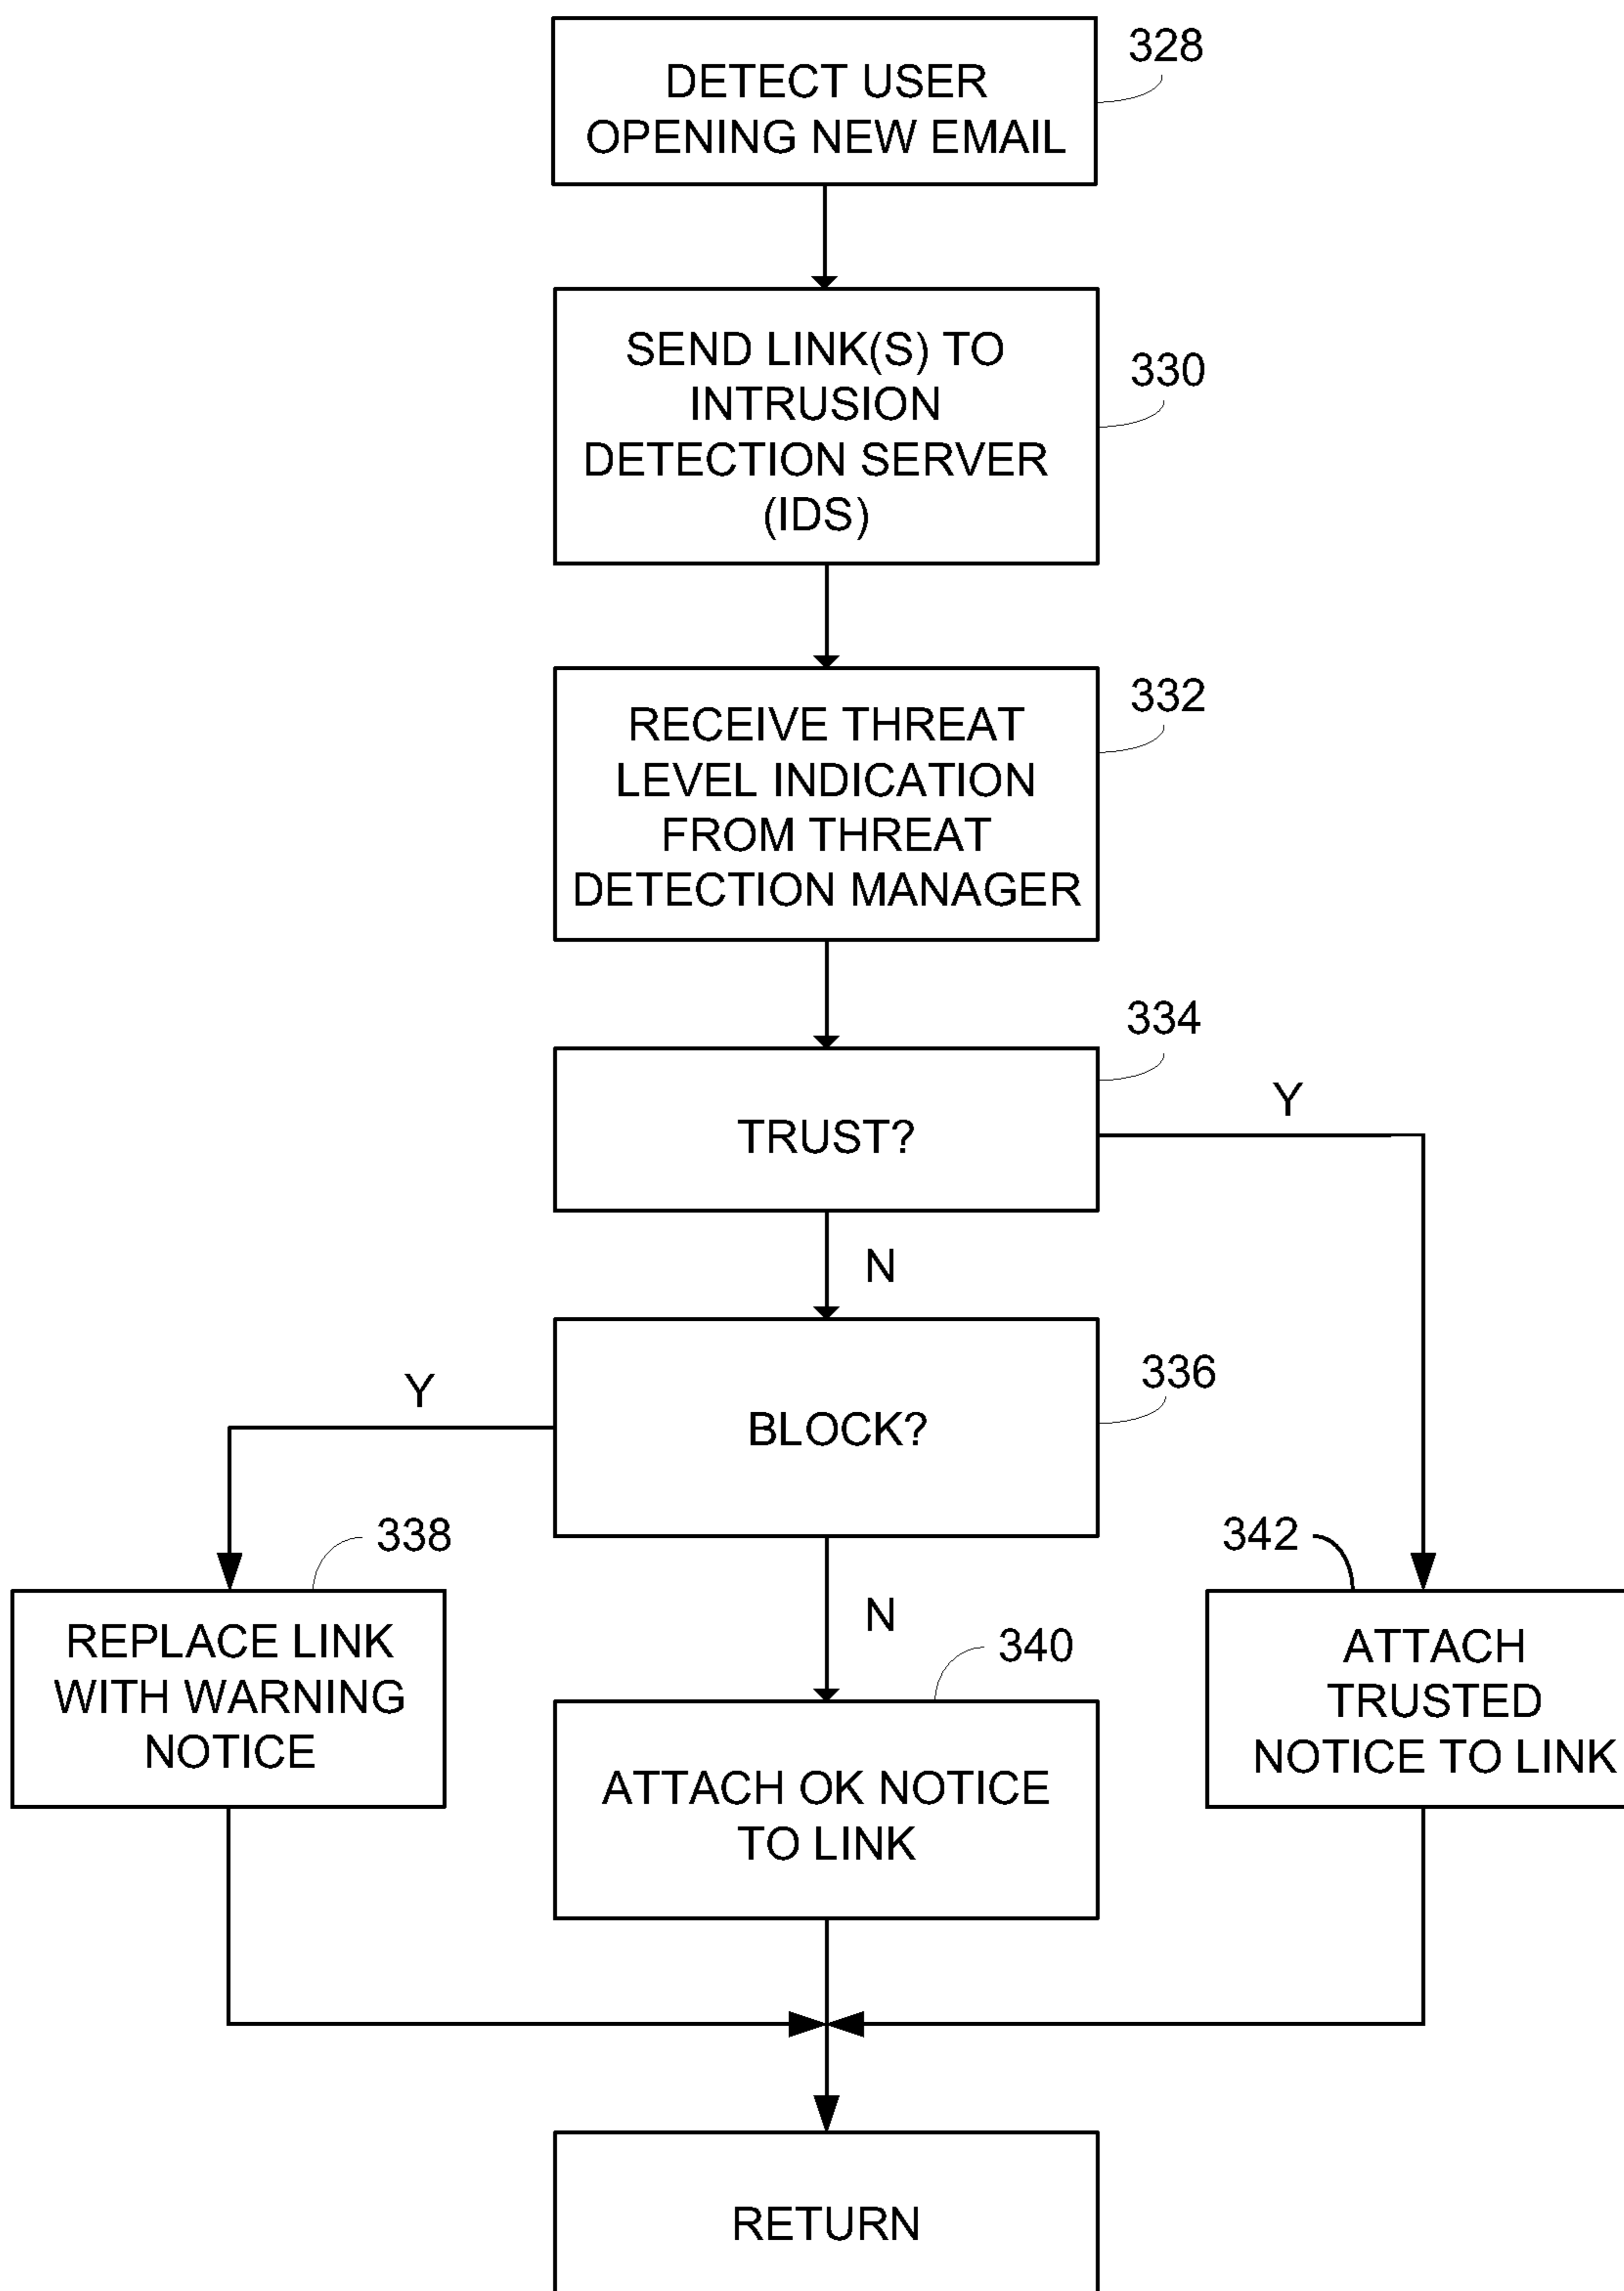 328
DETECT USER
OPENING NEW EMAIL
SEND LINK(S) TO
INTRUSION
DETECTION SERVER
(IDS)
330
RECEIVE THREAT
LEVEL INDICATION
FROM THREAT
DETECTION MANAGER
332
334
TRUST?
Y
N
BLOCK?
336
Y
338
REPLACE LINK
WITH WARNING
NOTICE
N
340
ATTACH OK NOTICE
TO LINK
342
ATTACH
TRUSTED
NOTICE TO LINK
RETURN